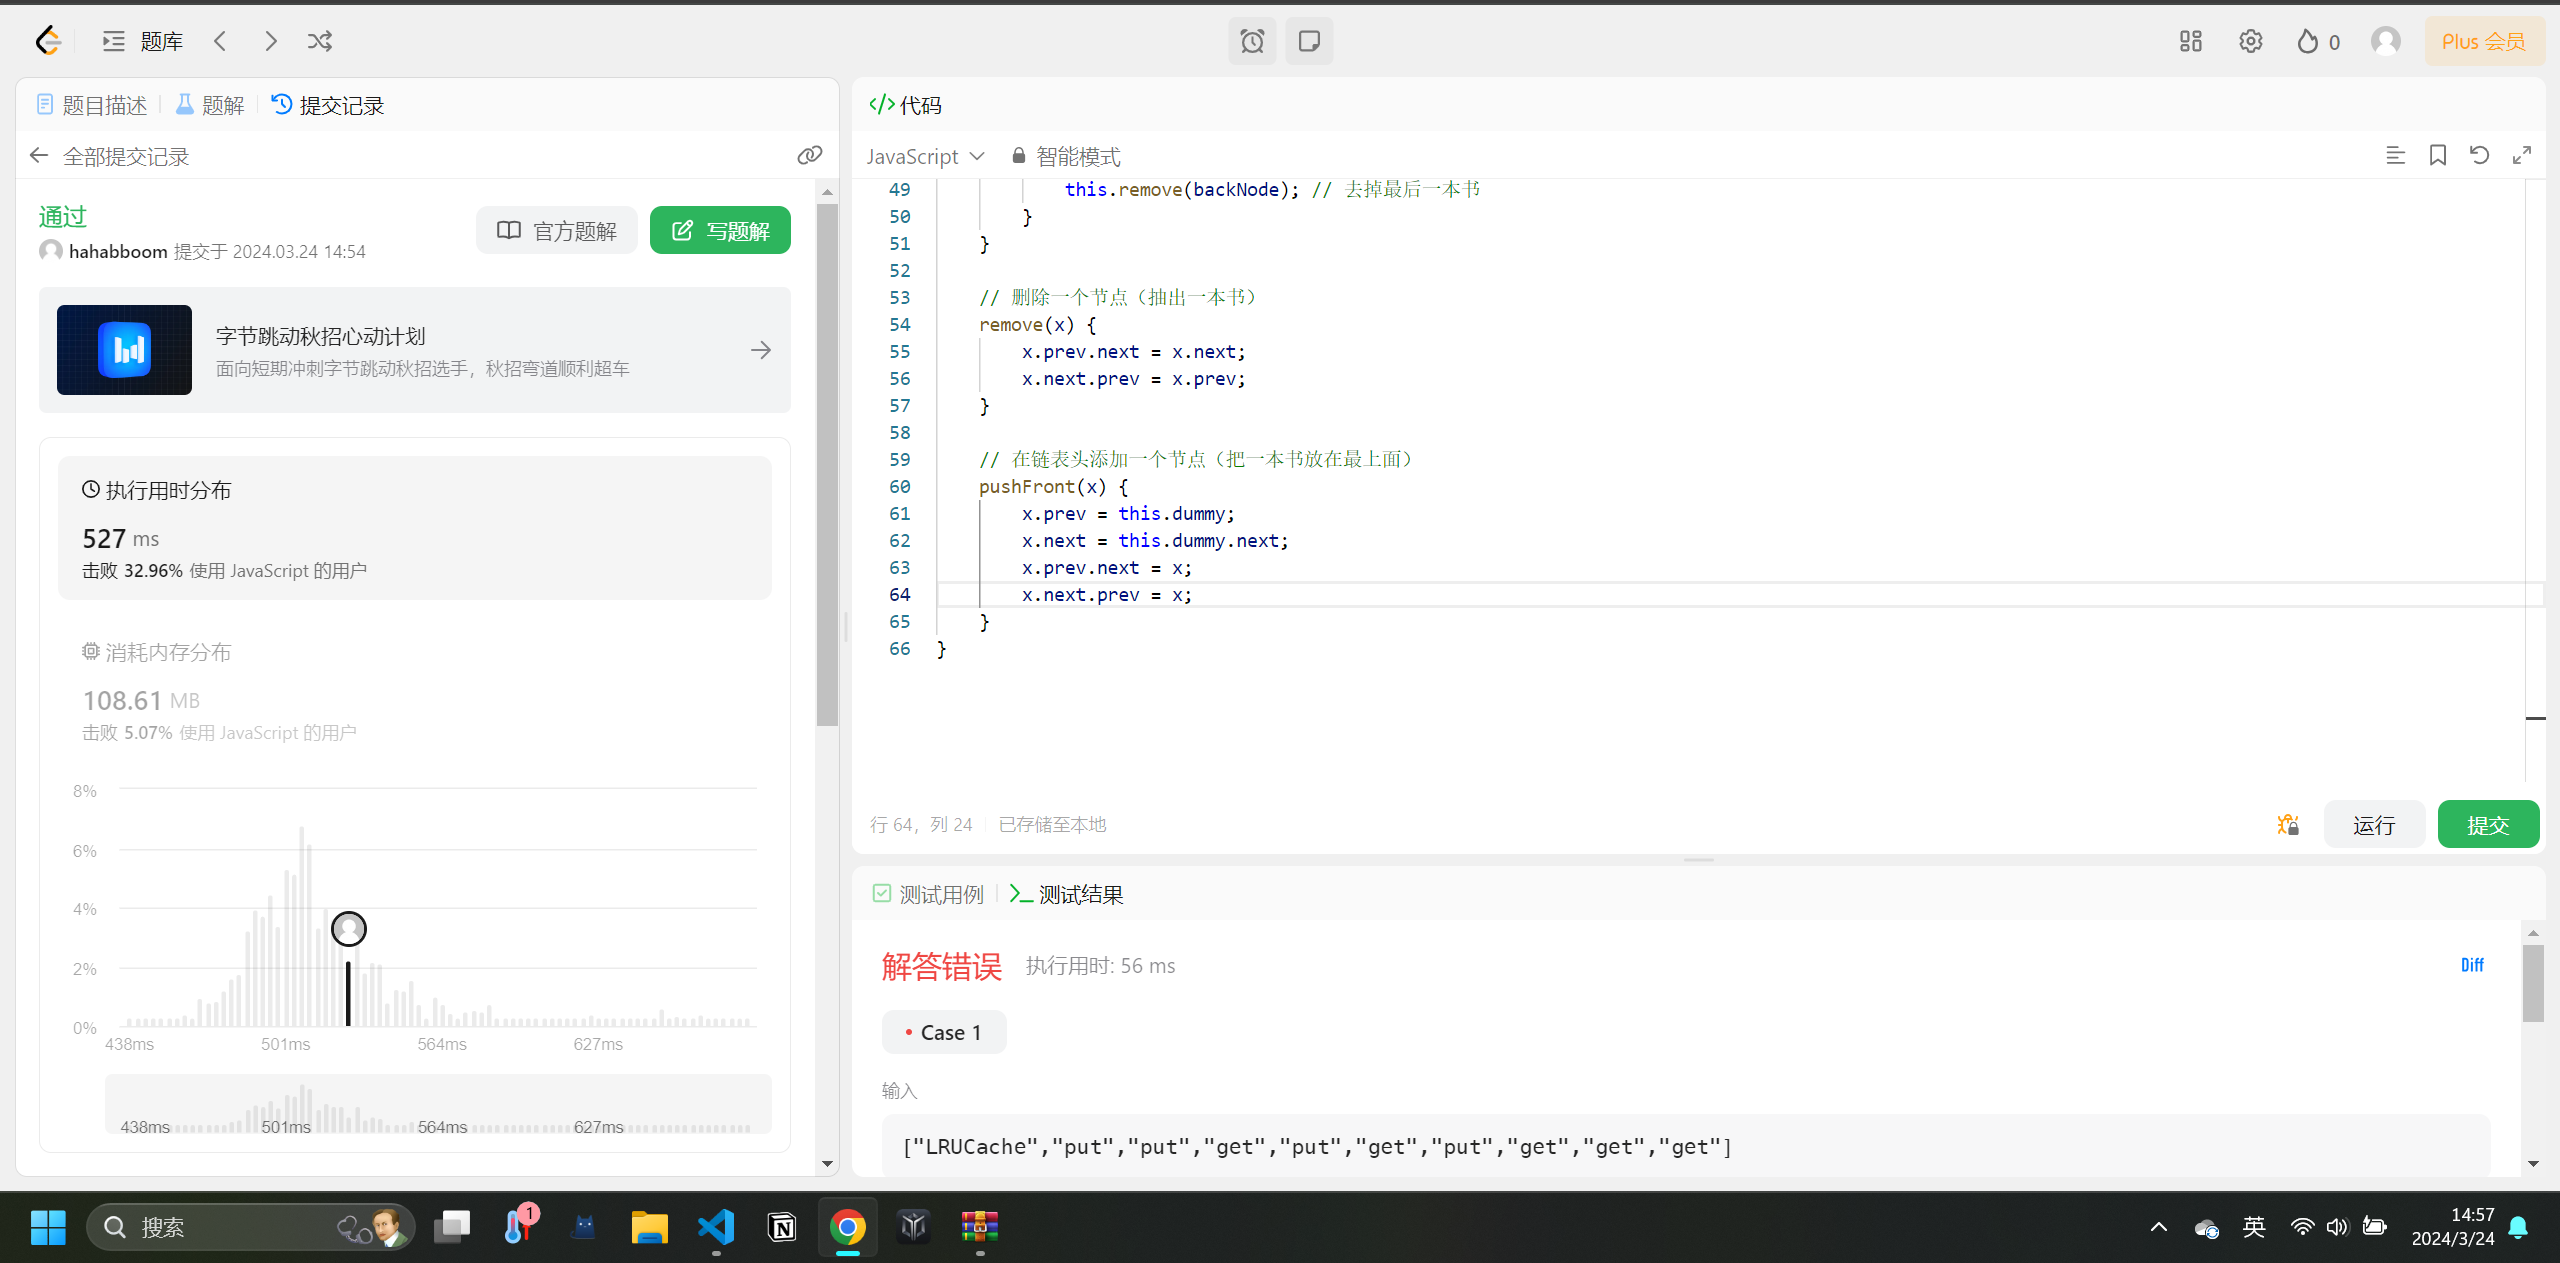 题库
0
Plus 会员
题目描述
题解
提交记录
全部提交记录
通过
hahabboom 提交于 2024.03.24 14:54
官方题解
写题解
字节跳动秋招心动计划
面向短期冲刺字节跳动秋招选手，秋招弯道顺利超车
执行用时分布
527 ms
击败 32.96% 使用 JavaScript 的用户
消耗内存分布
108.61 MB
击败 5.07% 使用 JavaScript 的用户
8%
6%
4%
2%
0%
438ms 501ms 564ms 627ms
438ms 501ms 564ms 627ms
代码
JavaScript 智能模式
49 this.remove(backNode); // 去掉最后一本书
50 }
51 }
52
53 // 删除一个节点（抽出一本书）
54 remove(x) {
55 x.prev.next = x.next;
56 x.next.prev = x.prev;
57 }
58
59 // 在链表头添加一个节点（把一本书放在最上面）
60 pushFront(x) {
61 x.prev = this.dummy;
62 x.next = this.dummy.next;
63 x.prev.next = x;
64 x.next.prev = x;
65 }
66 }
行 64，列 24 已存储至本地
运行
提交
测试用例
测试结果
解答错误 执行用时: 56 ms
Diff
Case 1
输入
["LRUCache","put","put","get","put","get","put","get","get","get"]
搜索
1
英
14:57
2024/3/24